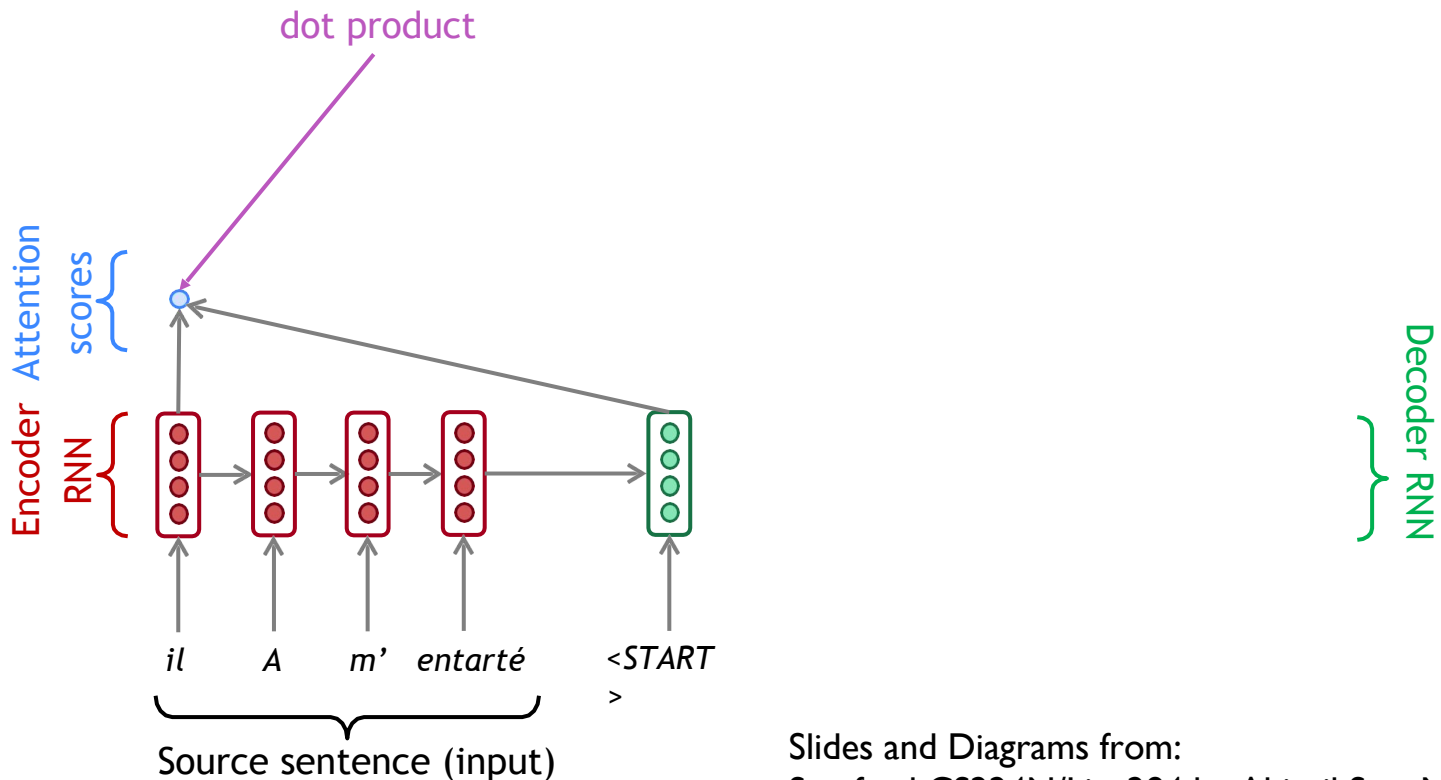 dot product
Attention
scores
Encoder
RNN
Decoder RNN
il A m’ entarté <START
>
Source sentence (input)
Slides and Diagrams from: